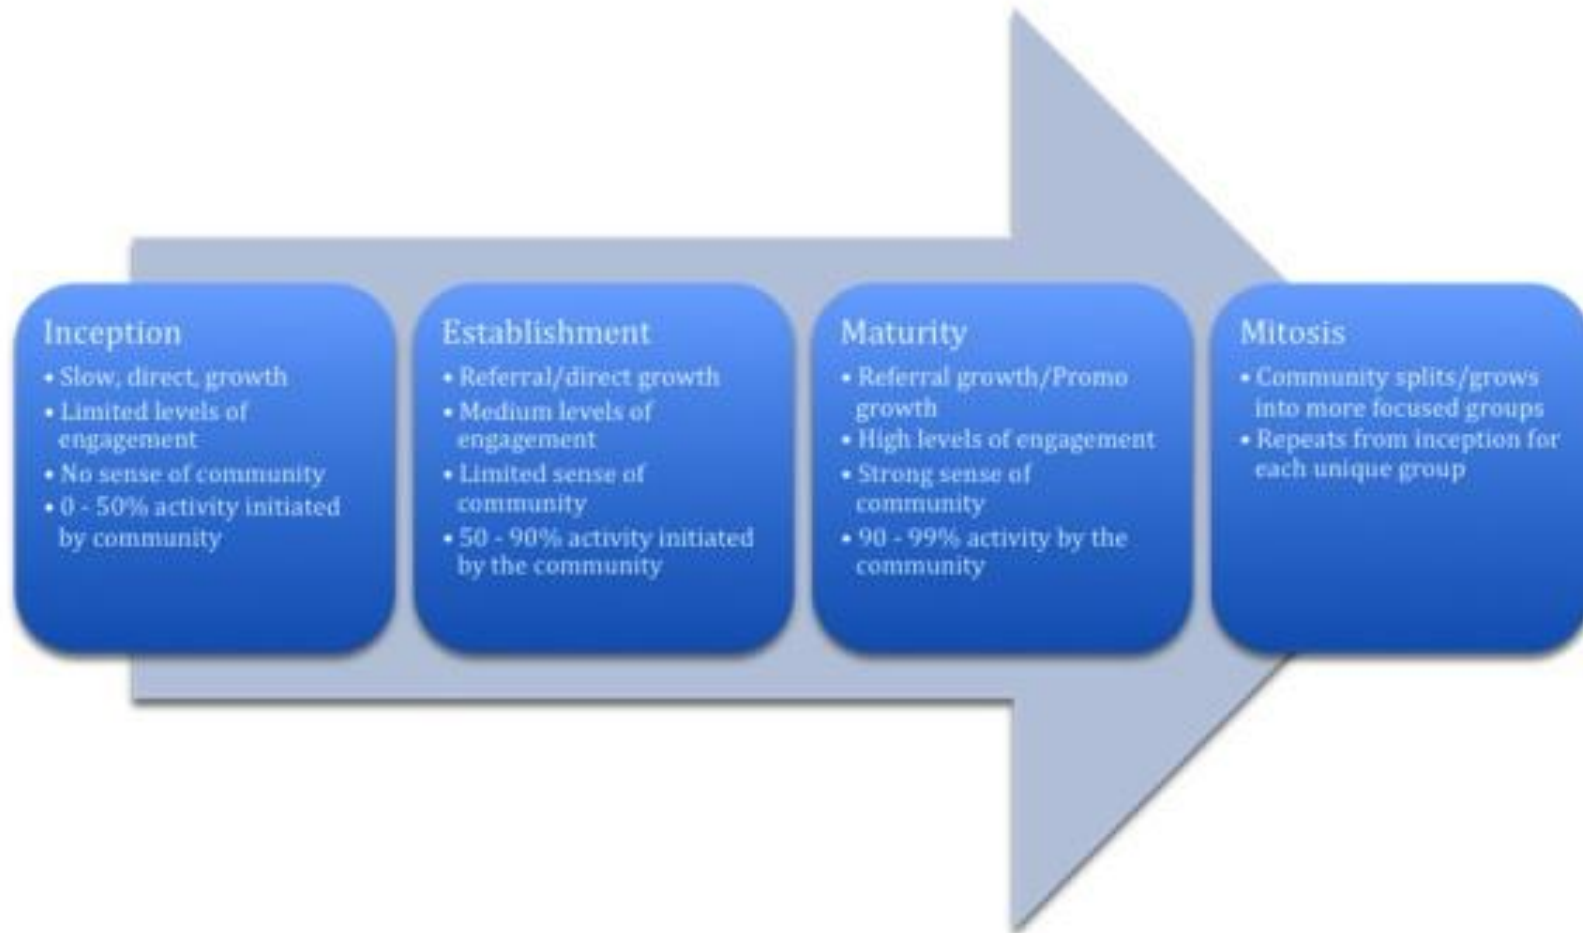 Inception
• Slow, direct, growth
• Limited levels of
engagement
• No sense of community
• 0 - 50% activity initiated
by community
Establishment
• Referral/direct growth
• Medium levels of
engagement
• Limited sense of
community
• 50 - 90% activity initiated
by the community
Maturity
• Referral growth/Promo
growth
• High levels of engagement
• Strong sense of
community
• 90 - 99% activity by the
community
Mitosis
• Community splits/grows
into more focused groups
• Repeats from inception for
each unique group